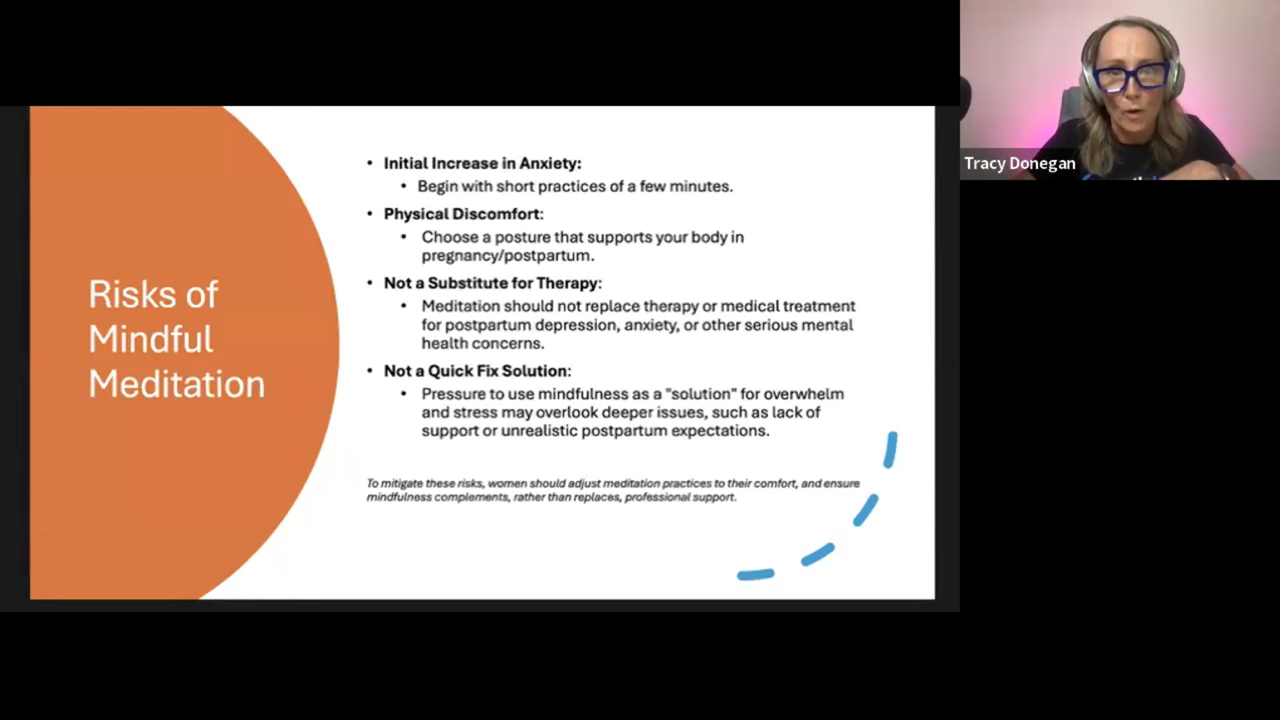 Risks of
Mindful
Meditation
• Initial Increase in Anxiety:
• Begin with short practices of a few minutes.
• Physical Discomfort:
• Choose a posture that supports your body in
pregnancy/postpartum.
• Not a Substitute for Therapy:
• Meditation should not replace therapy or medical treatment
for postpartum depression, anxiety, or other serious mental
health concerns.
• Not a Quick Fix Solution:
• Pressure to use mindfulness as a "solution" for overwhelm
and stress may overlook deeper issues, such as lack of
support or unrealistic postpartum expectations.
To mitigate these risks, women should adjust meditation practices to their comfort, and ensure
mindfulness complements, rather than replaces, professional support.
Tracy Donegan